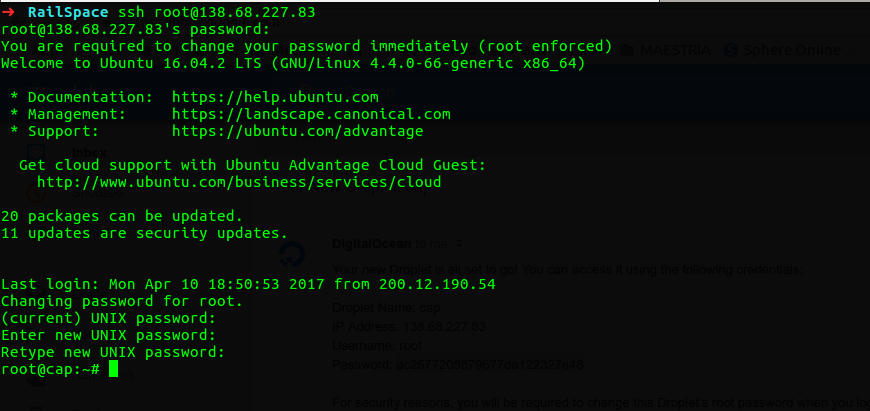 ➜ RailSpace ssh root@138.68.227.83
root@138.68.227.83's password:
You are required to change your password immediately (root enforced)
Welcome to Ubuntu 16.04.2 LTS (GNU/Linux 4.4.0-66-generic x86_64)
MAESTRIA Sphere Online
* Documentation: https://help.ubuntu.com
* Management: https://landscape.canonical.com
* Support: https://ubuntu.com/advantage
Inbox
Get cloud support with Ubuntu Advantage Cloud Guest:
http://www.ubuntu.com/business/services/cloud
20 packages can be updated.
11 updates are security updates.
DigitalOcean to me
Your new Droplet is all set to go! You can access it using the following credentials:
Last login: Mon Apr 10 18:50:53 2017 from 200.12.190.54
Changing password for root.
Droplet Name: cap
(current) UNIX password:
IP Address: 138.68.227.83
Enter new UNIX password:
Username: root
Retype new UNIX password:
Password:
root@cap:~#
For security reasons, you will be required to change this Droplet's root password when you